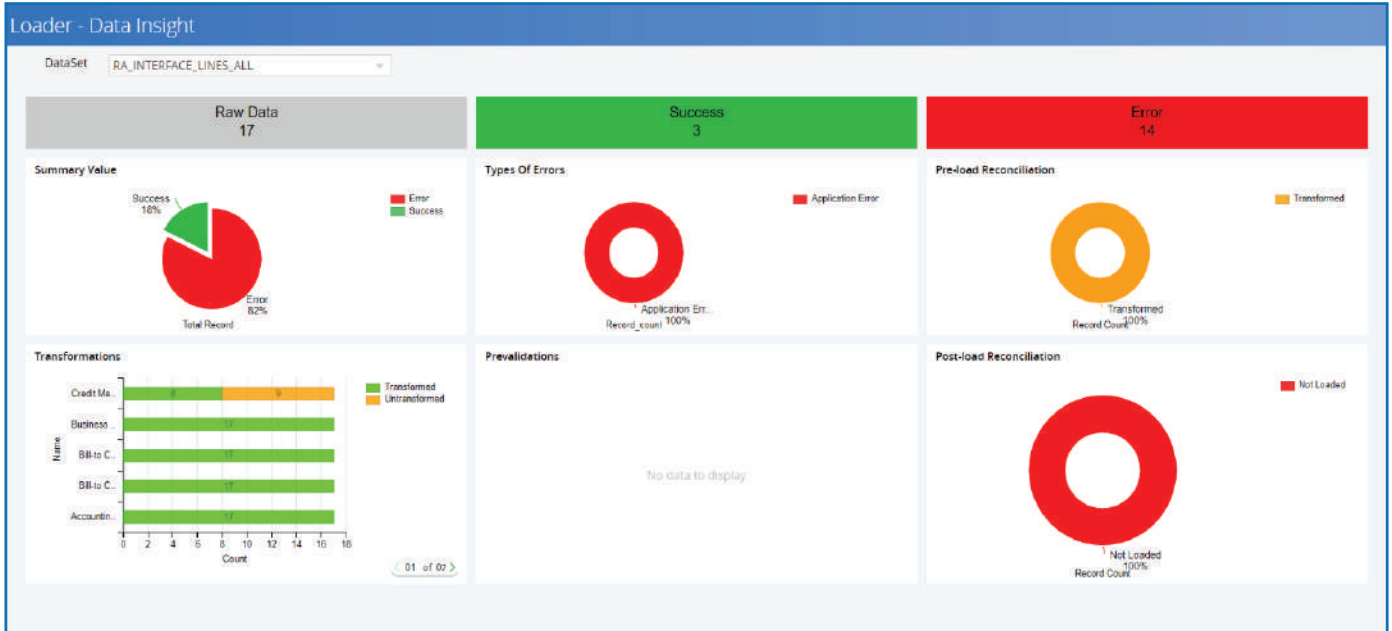 Loader - Data Insight
DataSet
RA_INTERFACE_LINES_ALL
Raw Data
17
Success
3
Error
14
Summary Value
Success
18%
Error
82%
Total Record
Error
Success
Types Of Errors
Application Error
Application Err...
100%
Record_count
Pre-load Reconciliation
Transformed
Transformed
100%
Record Count
Transformations
Transformed
Untransformed
Name
Credit Me..
8
9
Business ..
17
Bill-to C..
17
Bill-to C..
17
Accountin..
17
0 2 4 6 8 10 12 14 16 18
Count
01 of 07
Prevalidations
No data to display
Post-load Reconciliation
Not Loaded
Not Loaded
100%
Record Count